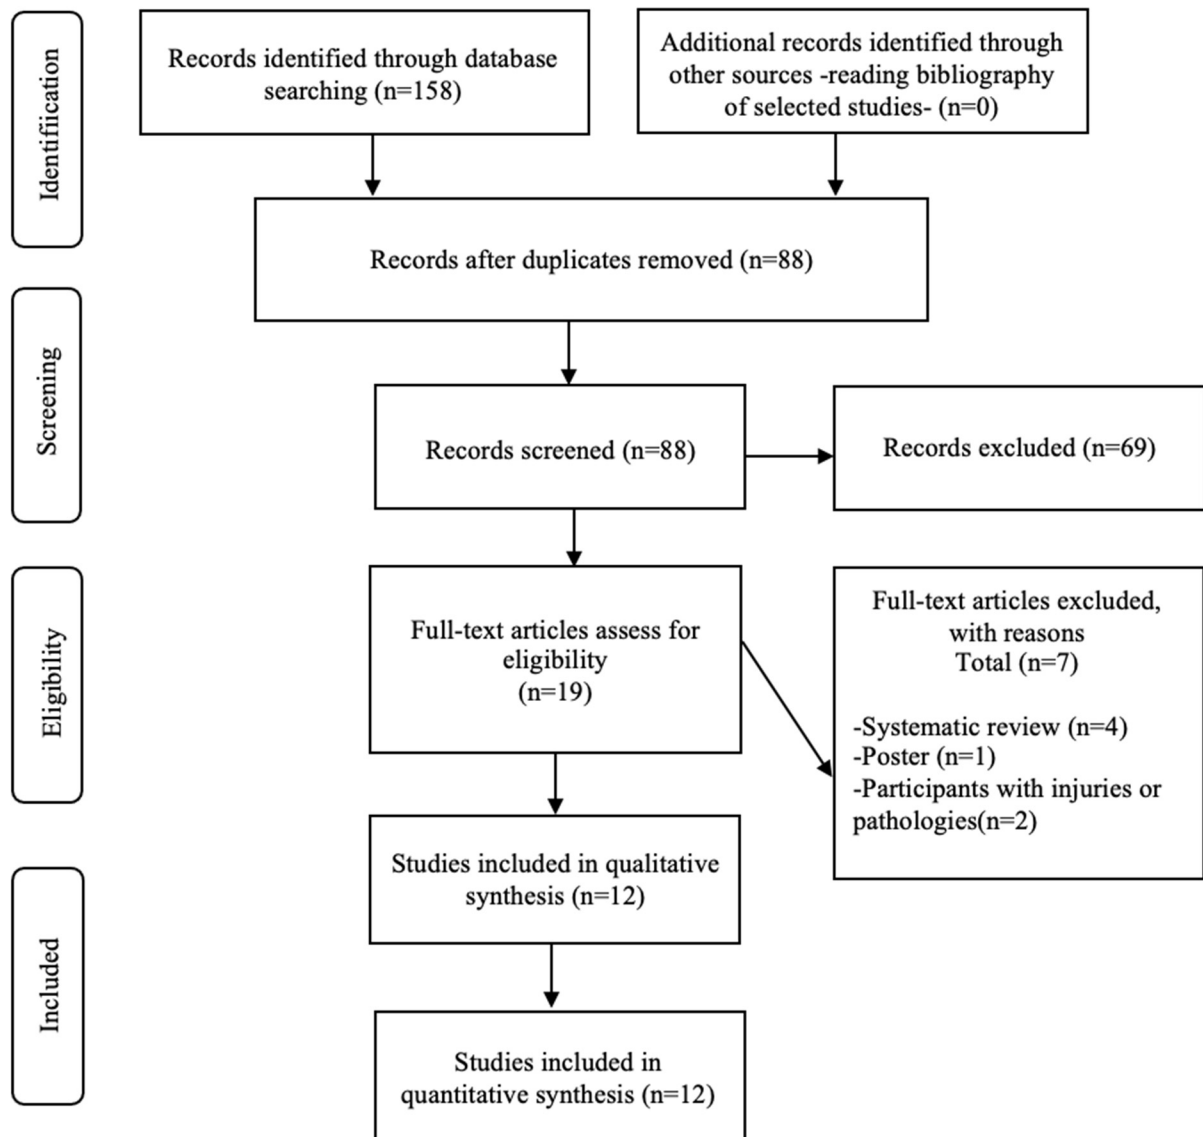 Identifiication
Records identified through database
searching (n=158)
Additional records identified through
other sources -reading bibliography
of selected studies- (n=0)
Records after duplicates removed (n=88)
Screening
Records screened (n=88)
Records excluded (n=69)
Eligibility
Full-text articles assess for
eligibility
(n=19)
Full-text articles excluded,
with reasons
Total (n=7)
-Systematic review (n=4)
-Poster (n=1)
-Participants with injuries or
pathologies(n=2)
Included
Studies included in qualitative
synthesis (n=12)
Studies included in
quantitative synthesis (n=12)